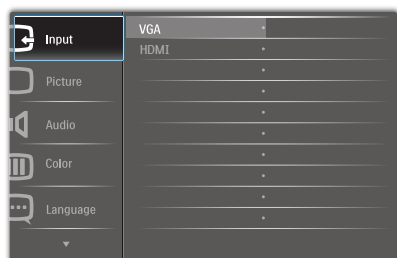 Input
VGA
HDMI
Picture
Audio
Color
Language